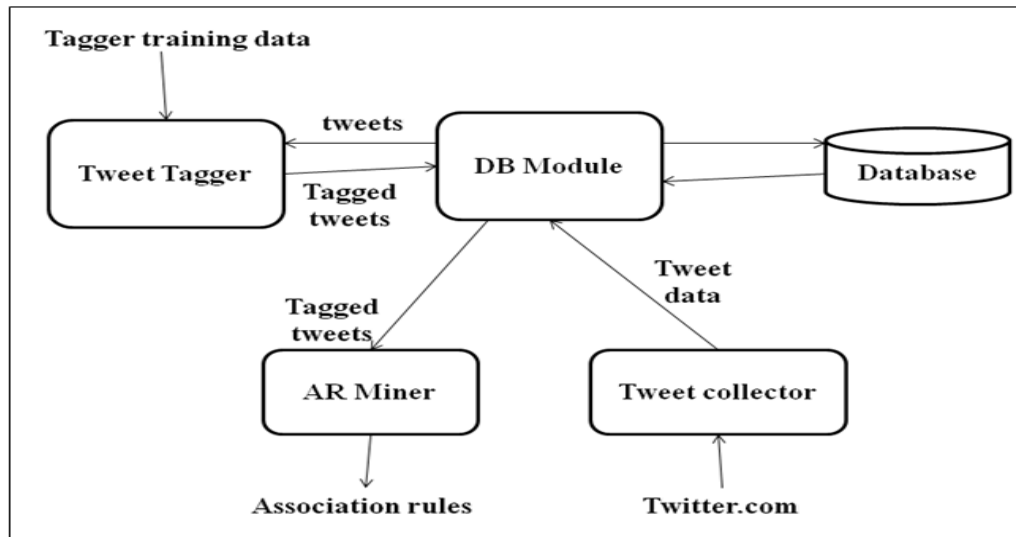 Tagger training data
tweets
Tweet Tagger
DB Module
Database
Tagged
tweets
Tweet
data
Tagged
tweets
AR Miner
Tweet collector
Association rules
Twitter.com